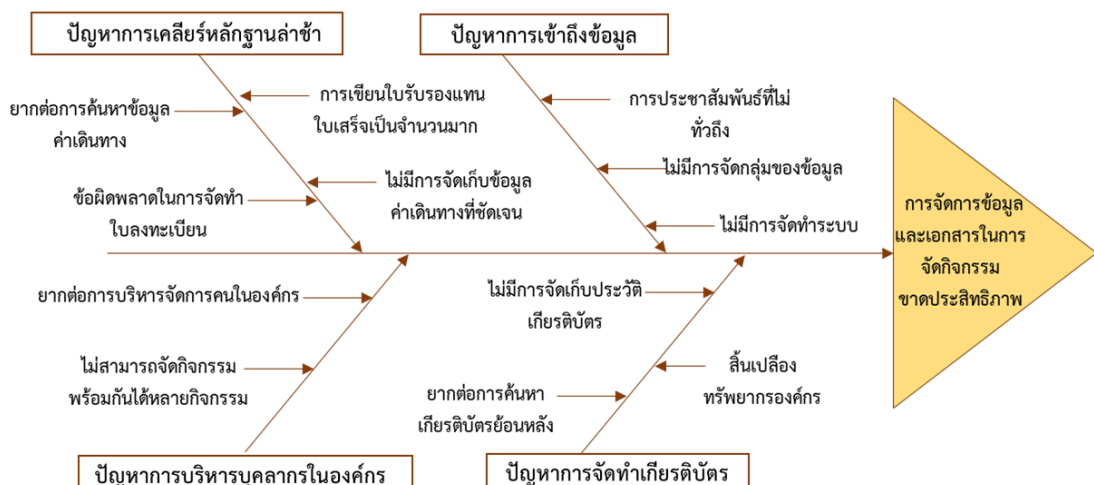 ปัญหาการเคลียร์หลักฐานล่าช้า
ปัญหาการเข้าถึงข้อมูล
ยากต่อการค้นหาข้อมูล
ค่าเดินทาง
การเขียนใบรับรองแทน
ใบเสร็จเป็นจำนวนมาก
ข้อผิดพลาดในการจัดทำ
ใบลงทะเบียน
ไม่มีการจัดเก็บข้อมูล
ค่าเดินทางที่ชัดเจน
การประชาสัมพันธ์ที่ไม่
ทั่วถึง
ไม่มีการจัดกลุ่มของข้อมูล
ไม่มีการจัดทำระบบ
การจัดการข้อมูล
และเอกสารในการ
จัดกิจกรรม
ขาดประสิทธิภาพ
ยากต่อการบริหารจัดการคนในองค์กร
ไม่สามารถจัดกิจกรรม
พร้อมกันได้หลายกิจกรรม
ไม่มีการจัดเก็บประวัติ
เกียรติบัตร
ยากต่อการค้นหา
เกียรติบัตรย้อนหลัง
สิ้นเปลือง
ทรัพยากรองค์กร
ปัญหาการบริหารบุคลากรในองค์กร
ปัญหาการจัดทำเกียรติบัตร